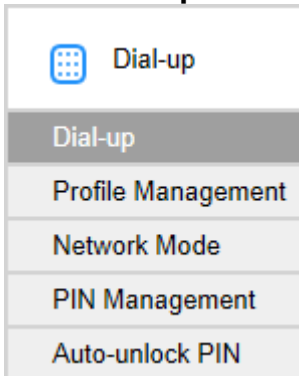 Dial-up
Dial-up
Profile Management
Network Mode
PIN Management
Auto-unlock PIN